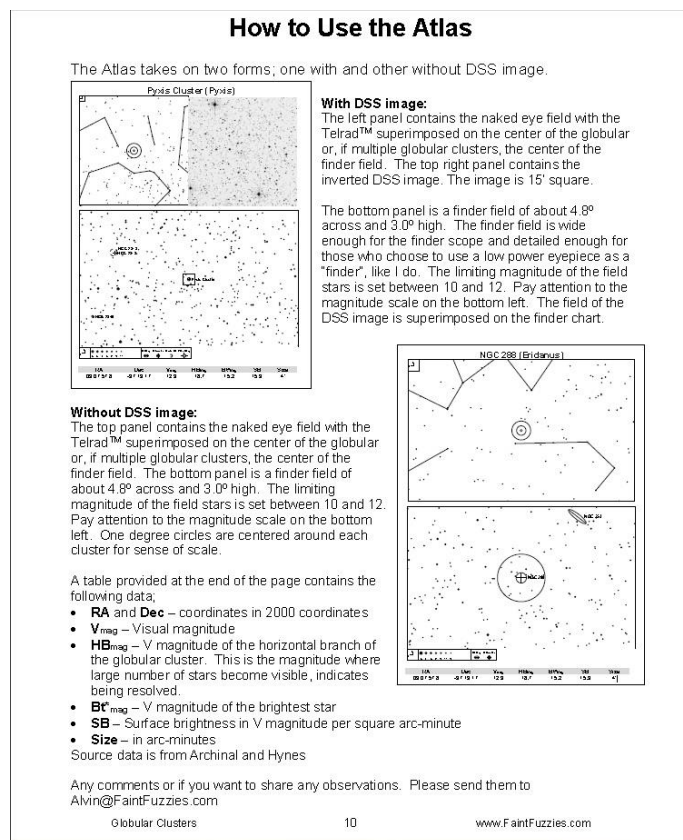 How to Use the Atlas
The Atlas takes on two forms; one with and other without DSS image.
Pyxis Cluster (Pyxis)
With DSS image:
The left panel contains the naked eye field with the
Telrad™ superimposed on the center of the globular
or, if multiple globular clusters, the center of the
finder field. The top right panel contains the
inverted DSS image. The image is 15' square.
The bottom panel is a finder field of about 4.8º
across and 3.0º high. The finder field is wide
enough for the finder scope and detailed enough for
those who choose to use a low power eyepiece as a
"finder", like I do. The limiting magnitude of the field
stars is set between 10 and 12. Pay attention to the
magnitude scale on the bottom left. The field of the
DSS image is superimposed on the finder chart.
NGC 288 (Eridanus)
Without DSS image:
The top panel contains the naked eye field with the
Telrad™ superimposed on the center of the globular
or, if multiple globular clusters, the center of the
finder field. The bottom panel is a finder field of
about 4.8º across and 3.0º high. The limiting
magnitude of the field stars is set between 10 and 12.
Pay attention to the magnitude scale on the bottom
left. One degree circles are centered around each
cluster for sense of scale.
A table provided at the end of the page contains the
following data;
• RA and Dec – coordinates in 2000 coordinates
• Vmag – Visual magnitude
• HBmag – V magnitude of the horizontal branch of
the globular cluster. This is the magnitude where
large number of stars become visible, indicates
being resolved.
• Bt*mag – V magnitude of the brightest star
• SB – Surface brightness in V magnitude per square arc-minute
• Size – in arc-minutes
Source data is from Archinal and Hynes
Any comments or if you want to share any observations. Please send them to
Alvin@FaintFuzzies.com
Globular Clusters 10 www.FaintFuzzies.com